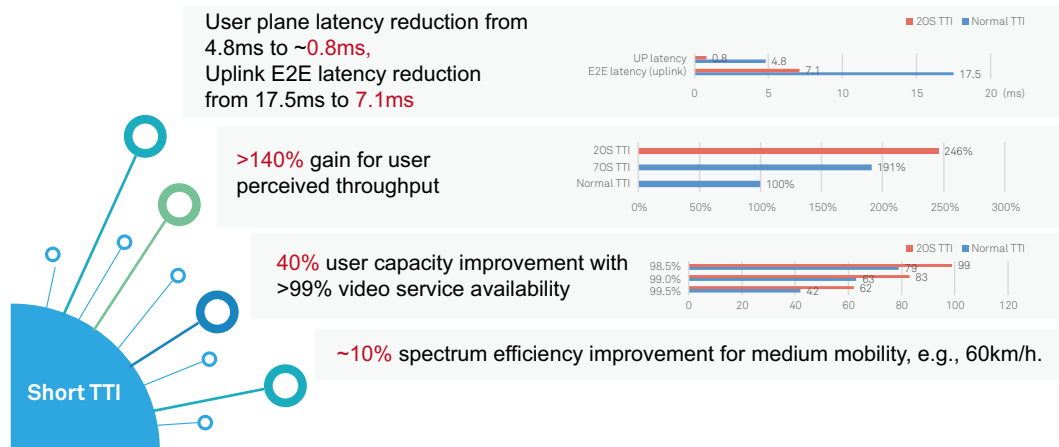 User plane latency reduction from
4.8ms to ~0.8ms,
Uplink E2E latency reduction
from 17.5ms to 7.1ms
2OS TTI Normal TTI
UP latency 0.8 4.8
E2E latency (uplink) 7.1 17.5
0 5 10 15 20 (ms)
>140% gain for user
perceived throughput
2OS TTI 246%
7OS TTI 191%
Normal TTI 100%
0% 50% 100% 150% 200% 250% 300%
40% user capacity improvement with
>99% video service availability
2OS TTI Normal TTI
98.5% 99 79
99.0% 83 63
99.5% 62 42
0 20 40 60 80 100 120
~10% spectrum efficiency improvement for medium mobility, e.g., 60km/h.
Short TTI